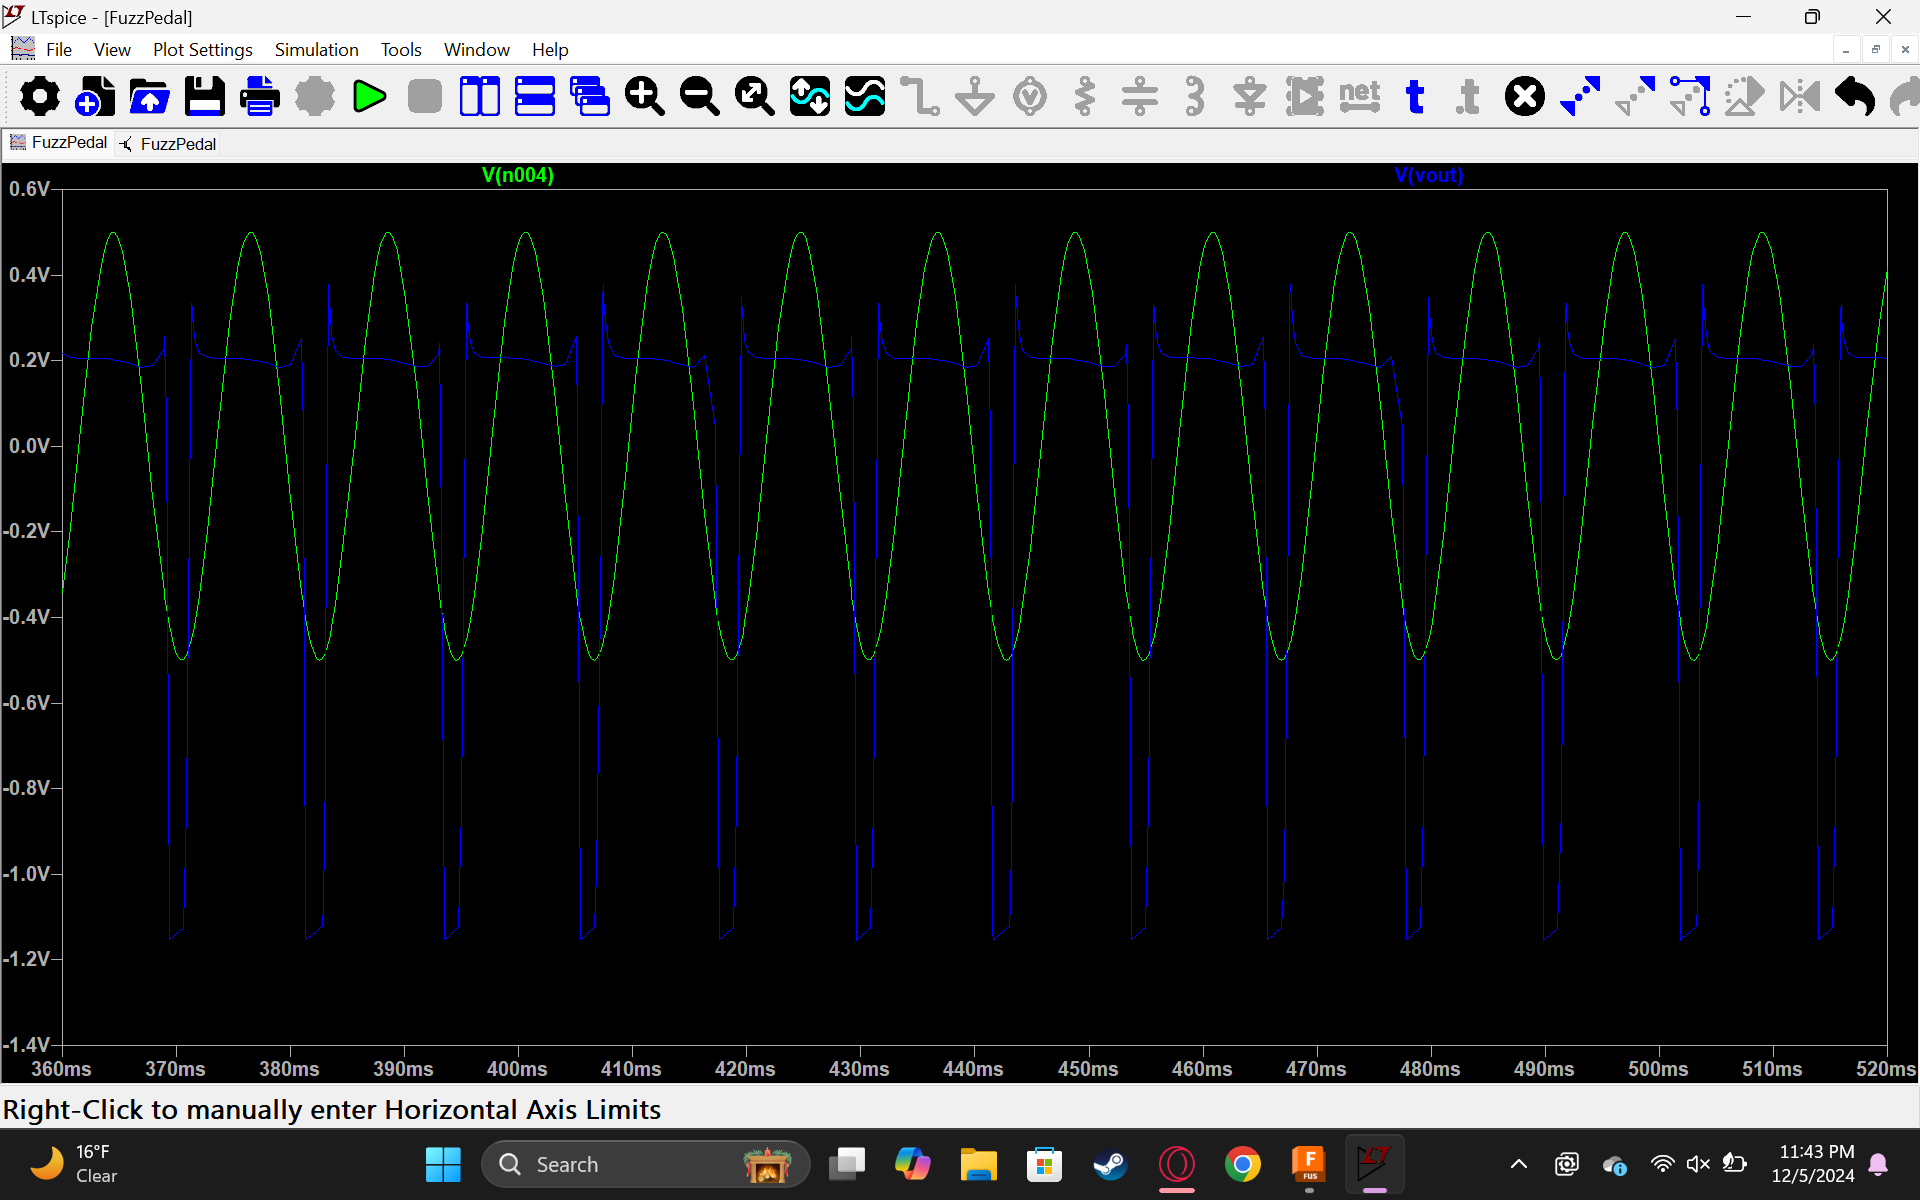 LTspice - [FuzzPedal]
File View Plot Settings Simulation Tools Window Help
net t .t
FuzzPedal FuzzPedal
V(n004) V(vout)
0.6V
0.4V
0.2V
0.0V
-0.2V
-0.4V
-0.6V
-0.8V
-1.0V
-1.2V
-1.4V
360ms 370ms 380ms 390ms 400ms 410ms 420ms 430ms 440ms 450ms 460ms 470ms 480ms 490ms 500ms 510ms 520ms
Right-Click to manually enter Horizontal Axis Limits
16°F
Clear
Search
F
FUS
LT
11:43 PM
12/5/2024